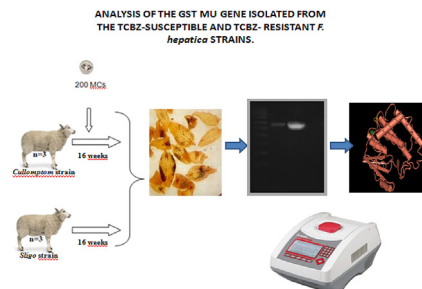 ANALYSIS OF THE GST MU GENE ISOLATED FROM
THE TCBZ-SUSCEPTIBLE AND TCBZ- RESISTANT F.
hepatica STRAINS.
200 MCs
n=3
16 weeks
Cullomptom strain
n=3
16 weeks
Sligo strain